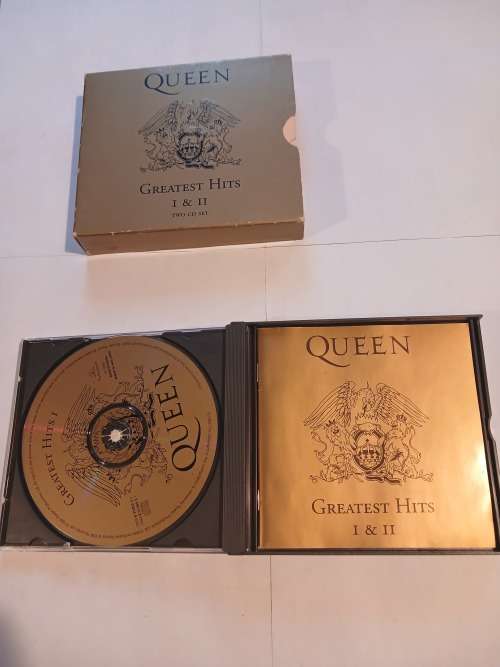 QUEEN
GREATEST HITS
I & II
TWO CD SET
GREATEST HITS I
QUEEN
QUEEN
GREATEST HITS
I & II